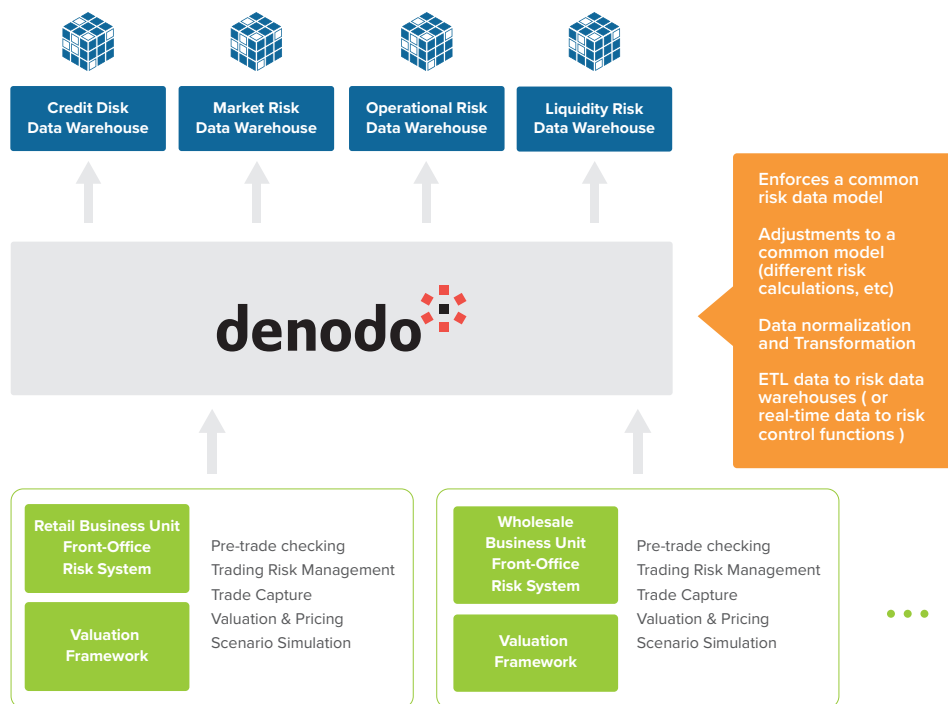 Credit Disk
Data Warehouse
Market Risk
Data Warehouse
Operational Risk
Data Warehouse
Liquidity Risk
Data Warehouse
Enforces a common
risk data model
Adjustments to a
common model
(different risk
calculations, etc)
Data normalization
and Transformation
ETL data to risk data
warehouses ( or
real-time data to risk
control functions )
denodo
Retail Business Unit
Front-Office
Risk System
Valuation
Framework
Pre-trade checking
Trading Risk Management
Trade Capture
Valuation & Pricing
Scenario Simulation
Wholesale
Business Unit
Front-Office
Risk System
Valuation
Framework
Pre-trade checking
Trading Risk Management
Trade Capture
Valuation & Pricing
Scenario Simulation
...